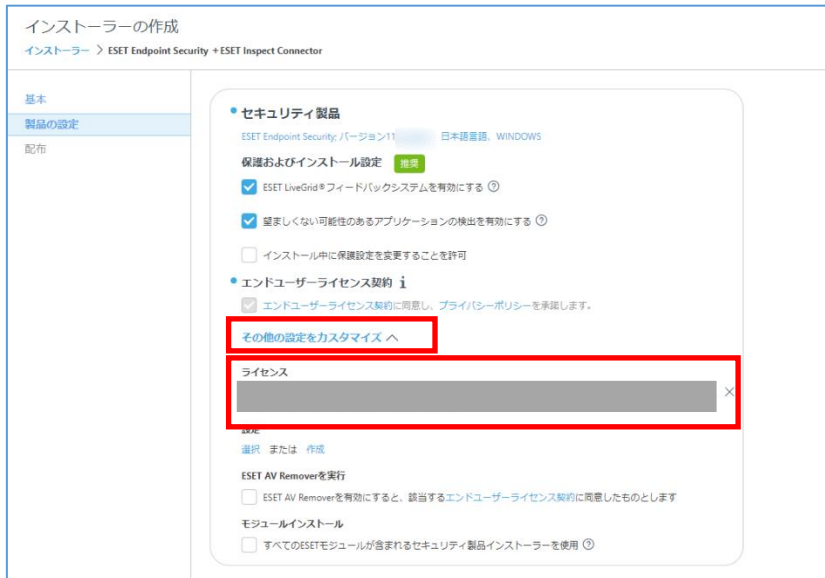 インストーラーの作成
インストーラー > ESET Endpoint Security + ESET Inspect Connector
基本
製品の設定
配布
セキュリティ製品
ESET Endpoint Security; バージョン11 日本語言語、WINDOWS
保護およびインストール設定 推奨
ESET LiveGrid®フィードバックシステムを有効にする
望ましくない可能性のあるアプリケーションの検出を有効にする
インストール中に保護設定を変更することを許可
エンドユーザーライセンス契約
エンドユーザーライセンス契約に同意し、プライバシーポリシーを承諾します。
その他の設定をカスタマイズ
ライセンス
設定
選択 または 作成
ESET AV Removerを実行
ESET AV Removerを有効にすると、該当するエンドユーザーライセンス契約に同意したものとします
モジュールインストール
すべてのESETモジュールが含まれるセキュリティ製品インストーラーを使用